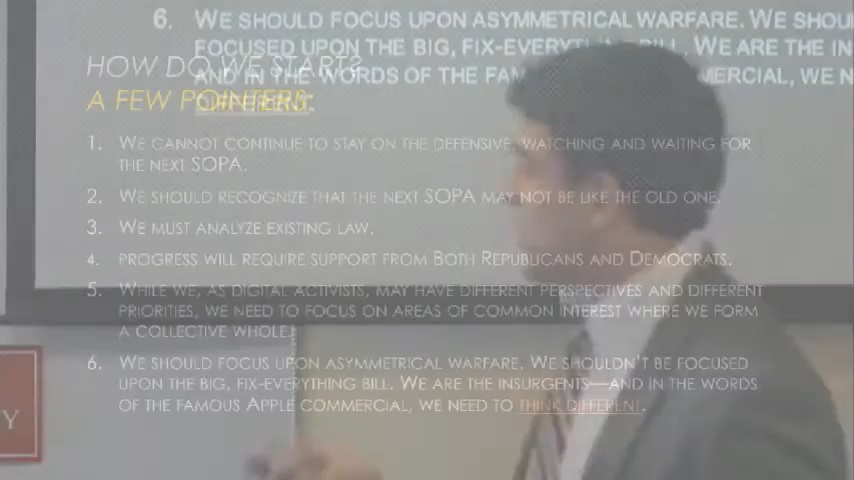 6. WE SHOULD FOCUS UPON ASYMMETRICAL WARFARE. WE
FOCUSED UPON THE BIG, FIX-EVERYTHING BILL. WE ARE THE
AND IN THE WORDS OF THE WE
DIFFERENT.
HOW DO WE START?
A FEW POINTERS:
1. WE CANNOT CONTINUE TO STAY ON THE DEFENSIVE, WATCHING AND WAITING FOR
THE NEXT SOPA.
2. WE SHOULD RECOGNIZE THAT THE NEXT SOPA MAY NOT BE LIKE THE OLD ONE.
3. WE MUST ANALYZE EXISTING LAW.
4. PROGRESS WILL REQUIRE SUPPORT FROM BOTH REPUBLICANS AND DEMOCRATS.
5. WHILE WE, AS DIGITAL ACTIVISTS, MAY HAVE DIFFERENT PERSPECTIVES AND DIFFERENT
PRIORITIES, WE NEED TO FOCUS ON AREAS OF COMMON INTEREST WHERE WE FORM
A COLLECTIVE WHOLE.
6. WE SHOULD FOCUS UPON ASYMMETRICAL WARFARE. WE SHOULDN'T BE FOCUSED
UPON THE BIG, FIX-EVERYTHING BILL. WE ARE THE INSURGENTS—AND IN THE WORDS
OF THE FAMOUS APPLE COMMERCIAL, WE NEED TO THINK DIFFERENT.
Y